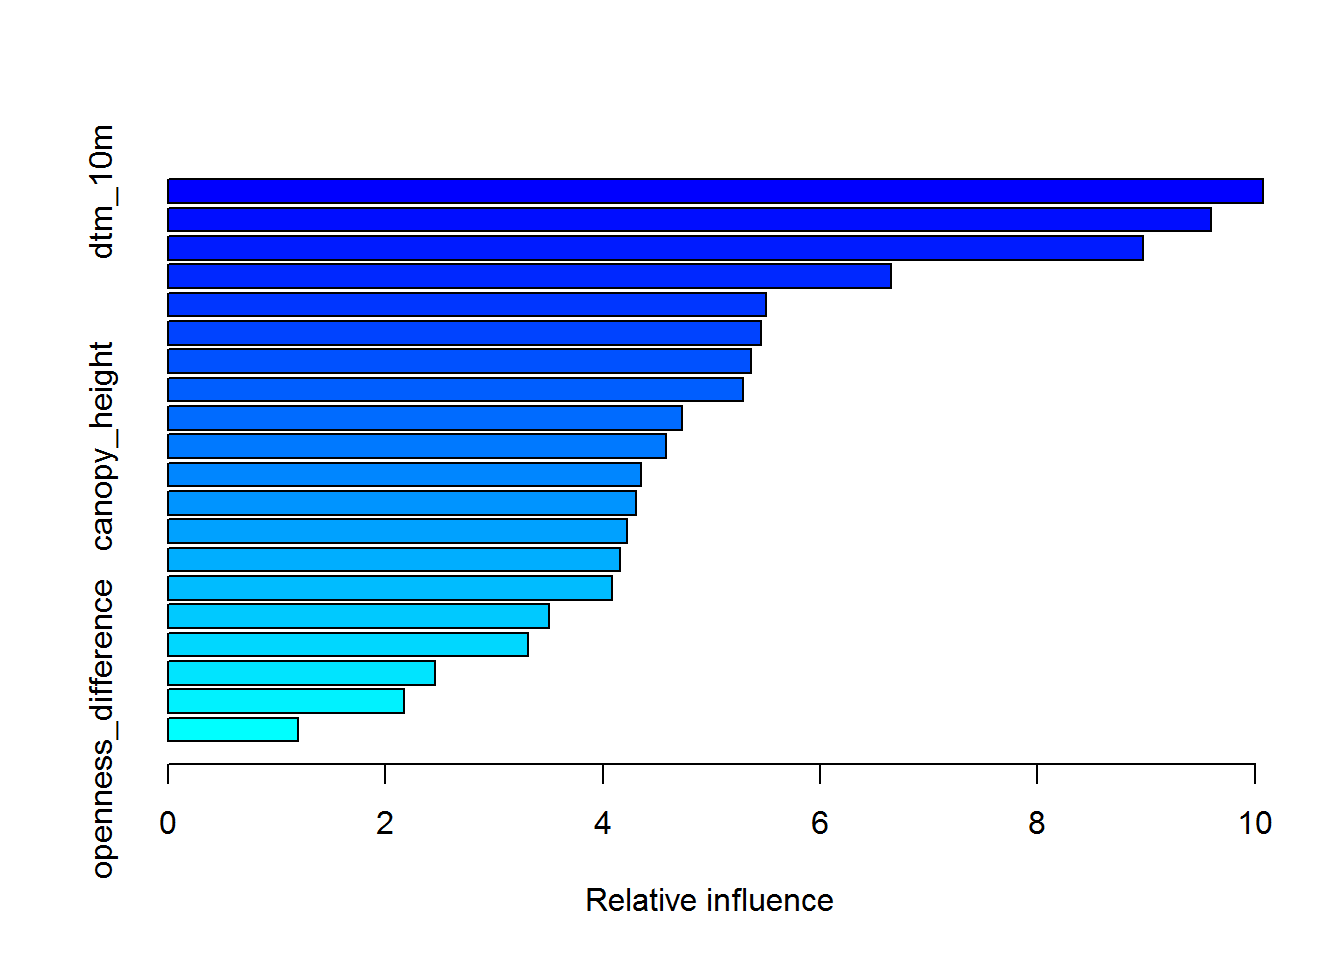 dtm_10m
canopy_height
openness_difference
0 2 4 6 8 10
Relative influence